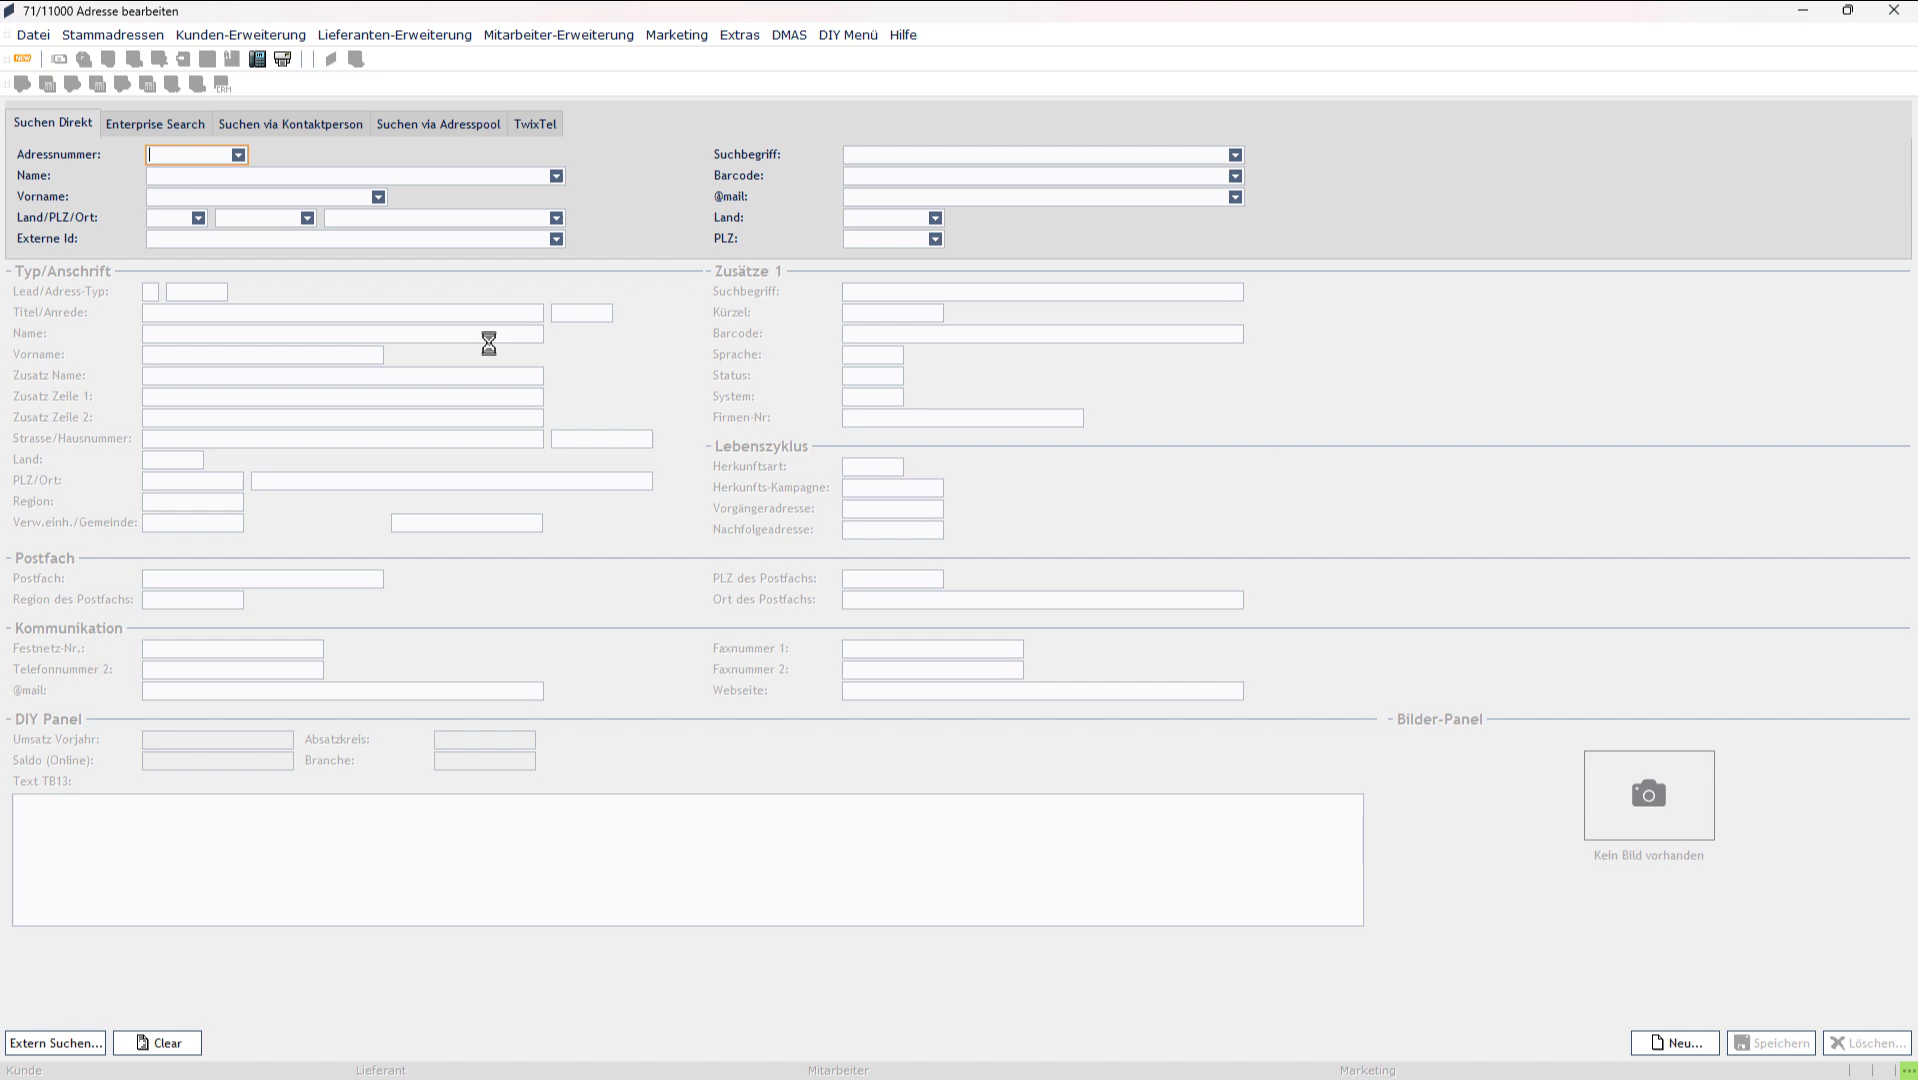 71/11000 Adresse bearbeiten
Datei Stammadressen Kunden-Erweiterung Lieferanten-Erweiterung Mitarbeiter-Erweiterung Marketing Extras DMAS DIY Menü Hilfe
NEW
CRM
Suchen Direkt Enterprise Search Suchen via Kontaktperson Suchen via Adresspool TwixTel
Adressnummer: Suchbegriff:
Name: Barcode:
Vorname: @mail:
Land/PLZ/Ort: Land:
Externe Id: PLZ:
Typ/Anschrift Zusätze 1
Lead/Adress-Typ: Suchbegriff:
Titel/Anrede: Kürzel:
Name: Barcode:
Vorname: Sprache:
Zusatz Name: Status:
Zusatz Zeile 1: System:
Zusatz Zeile 2: Firmen-Nr:
Strasse/Hausnummer: Lebenszyklus
Land: Herkunftsart:
PLZ/Ort: Herkunfts-Kampagne:
Region: Vorgängeradresse:
Verw.einh./Gemeinde: Nachfolgeadresse:
Postfach
Postfach: PLZ des Postfachs:
Region des Postfachs: Ort des Postfachs:
Kommunikation
Festnetz-Nr.: Faxnummer 1:
Telefonnummer 2: Faxnummer 2:
@mail: Webseite:
DIY Panel Bilder-Panel
Umsatz Vorjahr: Absatzkreis:
Saldo (Online): Branche:
Text TB13:
Kein Bild vorhanden
Extern Suchen... Clear Neu... Speichern Löschen...
Kunde Lieferant Mitarbeiter Marketing